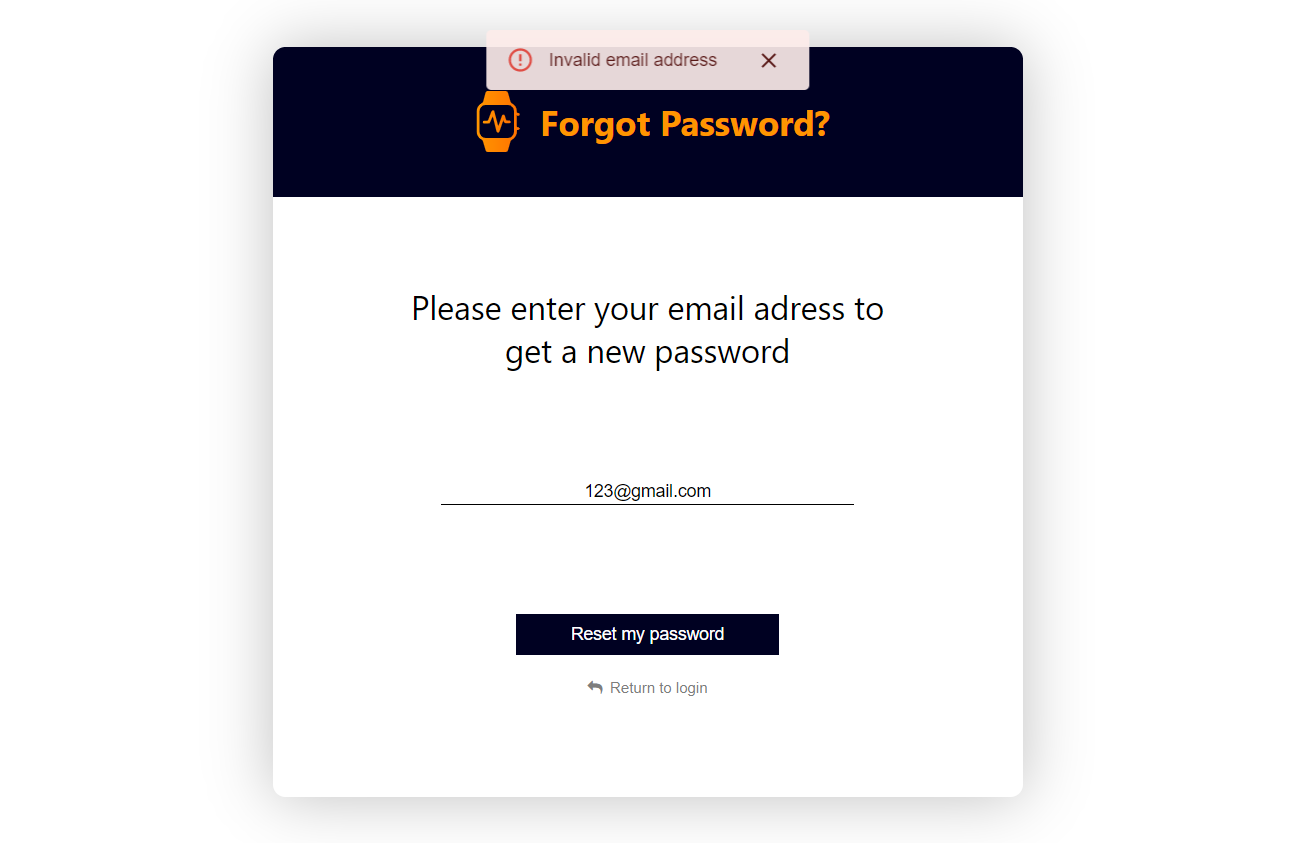 Invalid email address
Forgot Password?
Please enter your email adress to
get a new password
123@gmail.com
Reset my password
Return to login